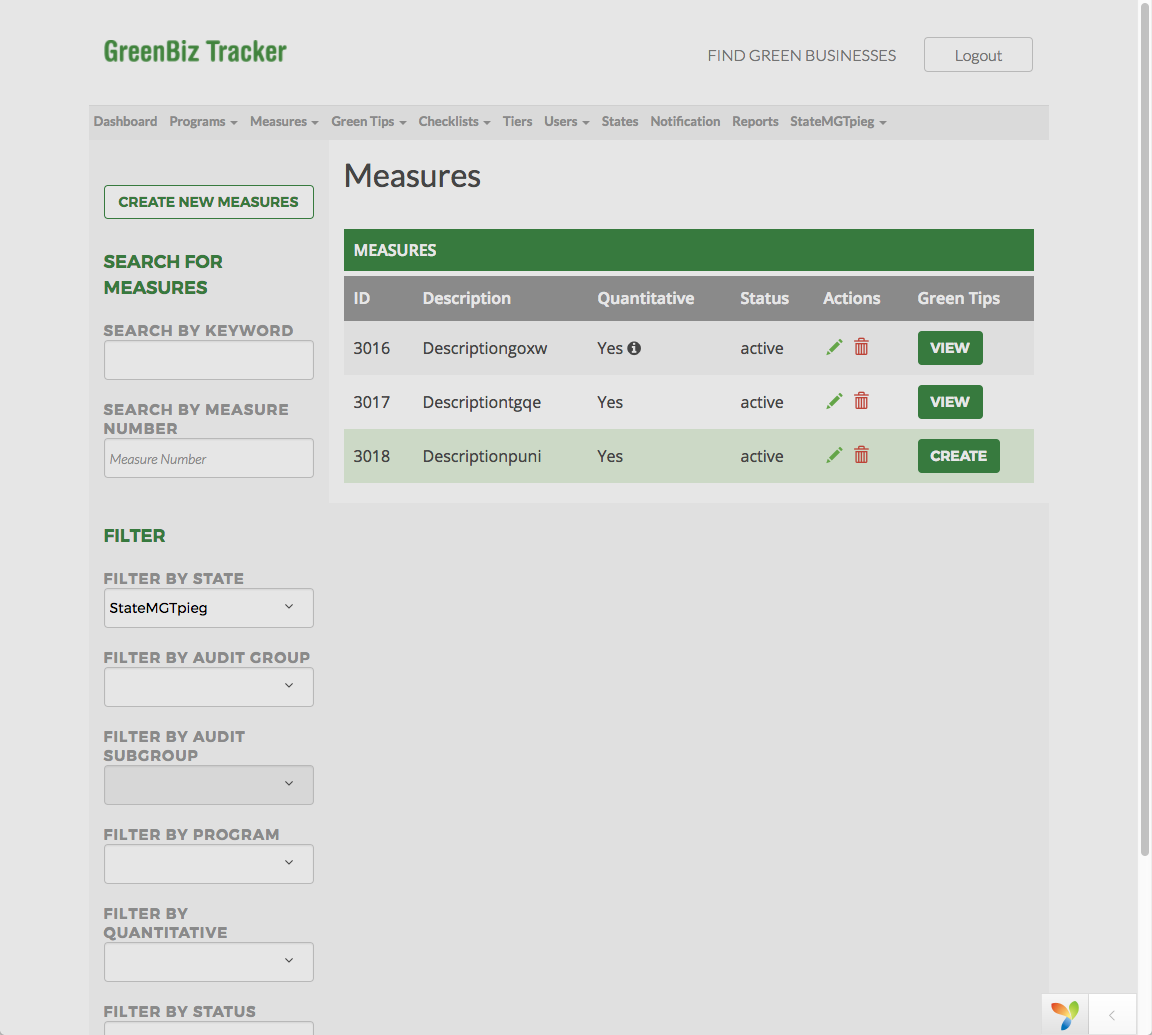 GreenBiz Tracker
FIND GREEN BUSINESSES Logout
Dashboard Programs Measures Green Tips Checklists Tiers Users States Notification Reports StateMGTpieg
CREATE NEW MEASURES
SEARCH FOR
MEASURES
SEARCH BY KEYWORD
SEARCH BY MEASURE
NUMBER
Measure Number
FILTER
FILTER BY STATE
StateMGTpieg
FILTER BY AUDIT GROUP
FILTER BY AUDIT
SUBGROUP
FILTER BY PROGRAM
FILTER BY
QUANTITATIVE
FILTER BY STATUS
Measures
MEASURES
ID Description Quantitative Status Actions Green Tips
3016 Descriptiongoxw Yes active VIEW
3017 Descriptiontgqe Yes active VIEW
3018 Descriptionpuni Yes active CREATE